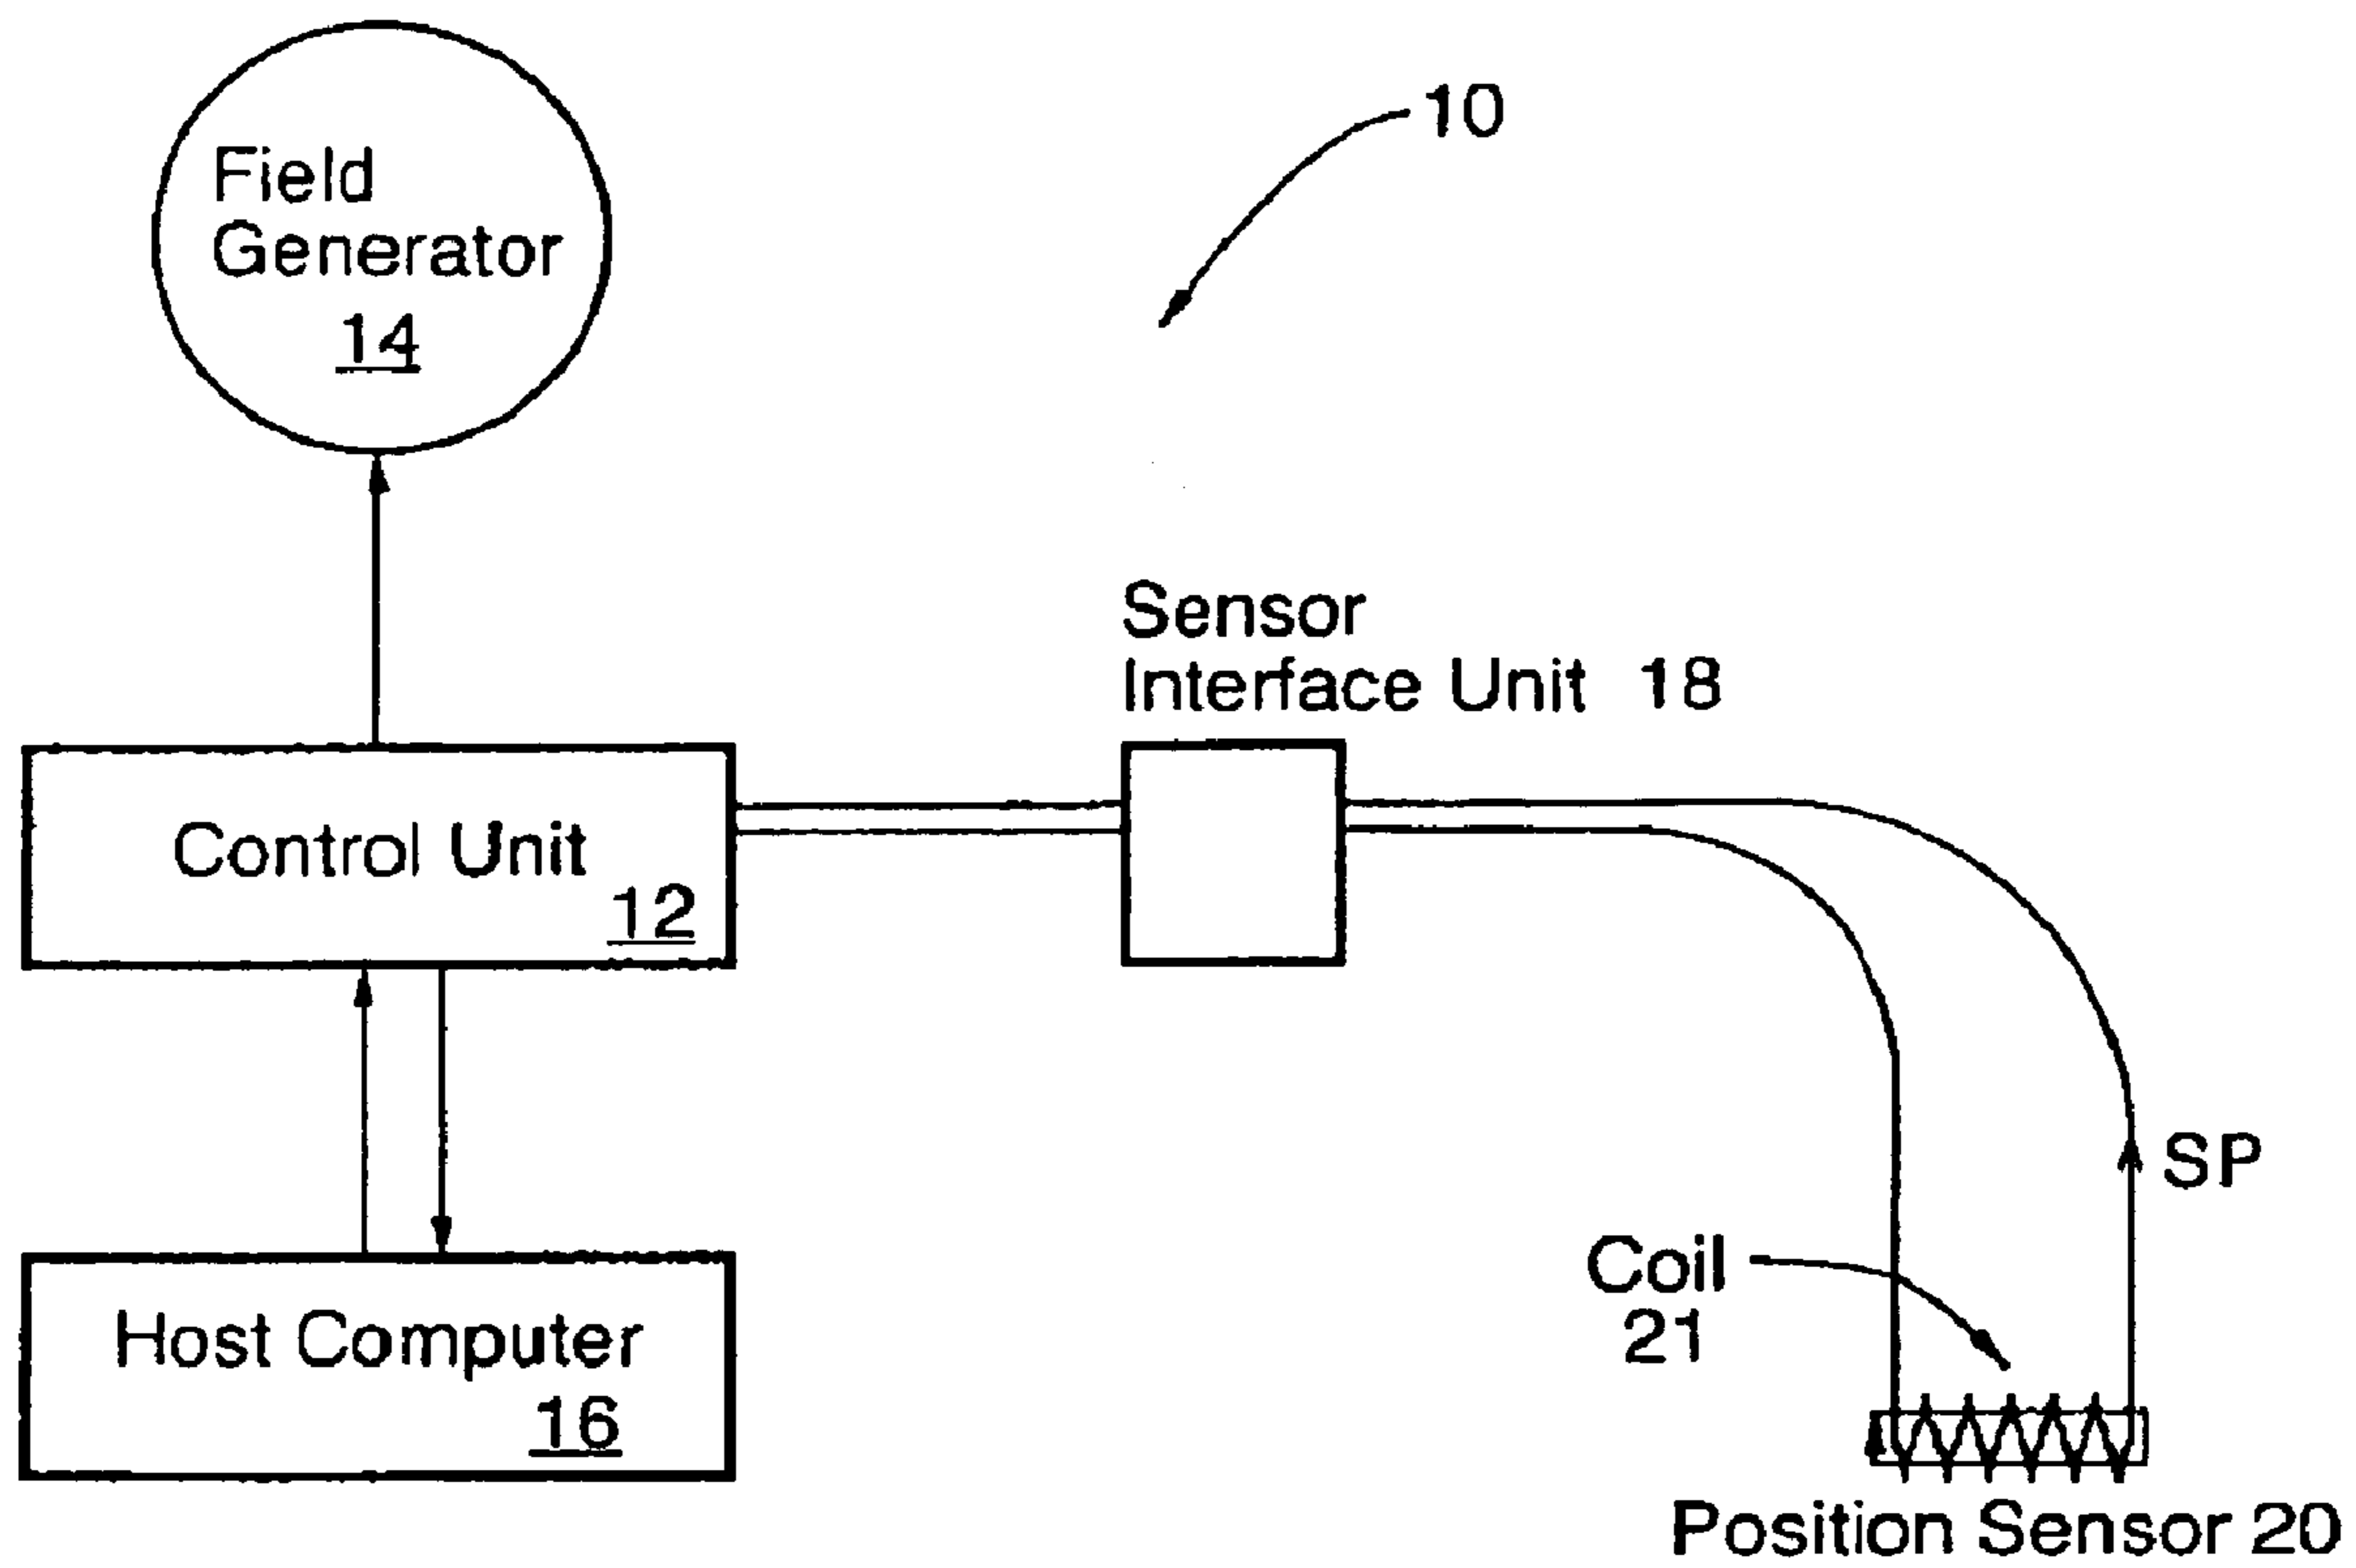 Field
Generator
14
10
Sensor
Interface Unit 18
Control Unit
12
SP
Coil
21
Host Computer
16
Position Sensor 20